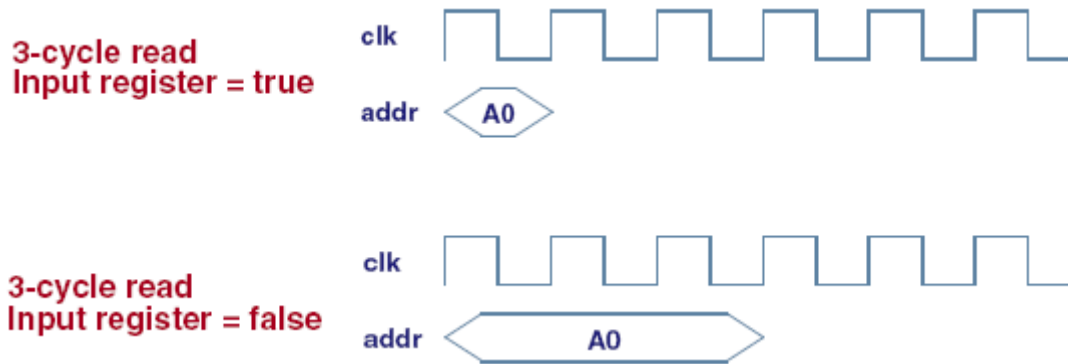 3-cycle read
Input register = true
clk
addr
A0
3-cycle read
Input register = false
clk
addr
A0